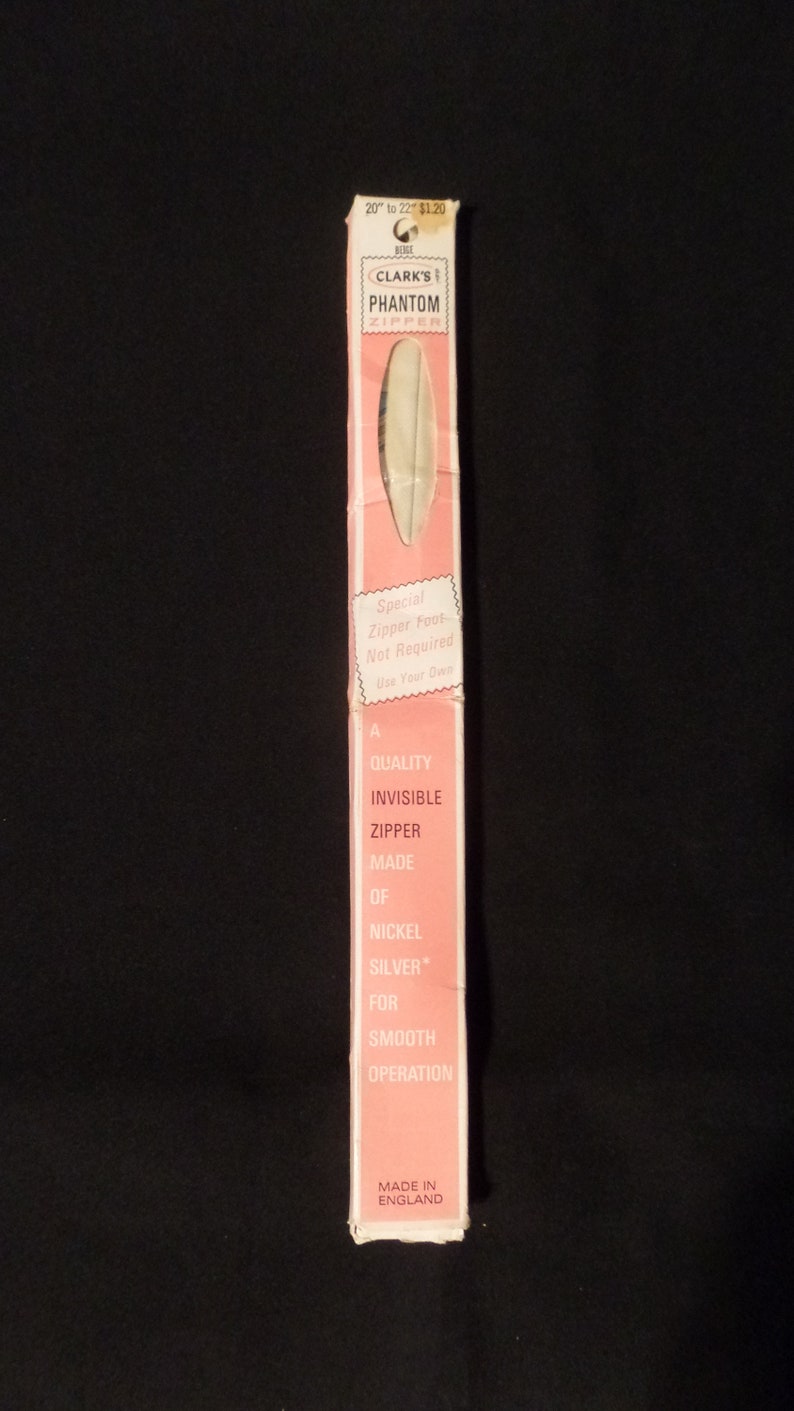 20" to 22" $1.20
BEIGE
CLARK'S
PHANTOM
ZIPPER
Special
Zipper Foot
Not Required
Use Your Own
A
QUALITY
INVISIBLE
ZIPPER
MADE
OF
NICKEL
SILVER*
FOR
SMOOTH
OPERATION
MADE IN
ENGLAND